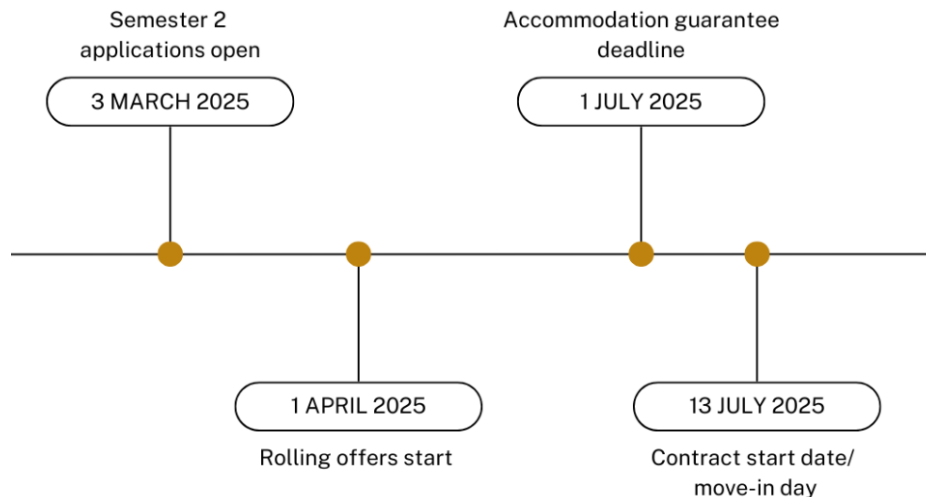 Semester 2
applications open
3 MARCH 2025
Accommodation guarantee
deadline
1 JULY 2025
1 APRIL 2025
Rolling offers start
13 JULY 2025
Contract start date/
move-in day